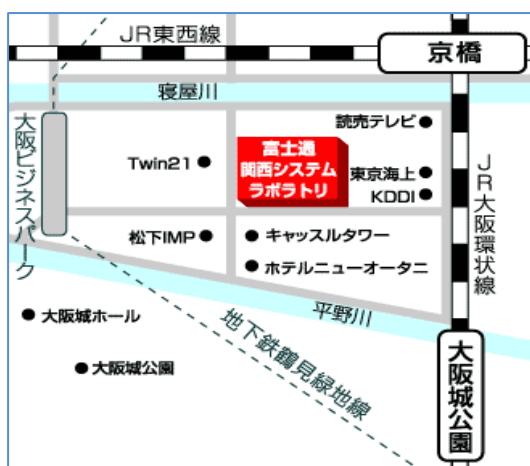 JR東西線
京橋
寝屋川
読売テレビ
大阪ビジネスパーク
Twin21
富士通
関西システム
ラボラトリ
東京海上
KDDI
JR大阪環状線
松下IMP
キャッスルタワー
ホテルニューオータニ
平野川
大阪城ホール
地下鉄鶴見緑地線
大阪城公園
大阪城公園